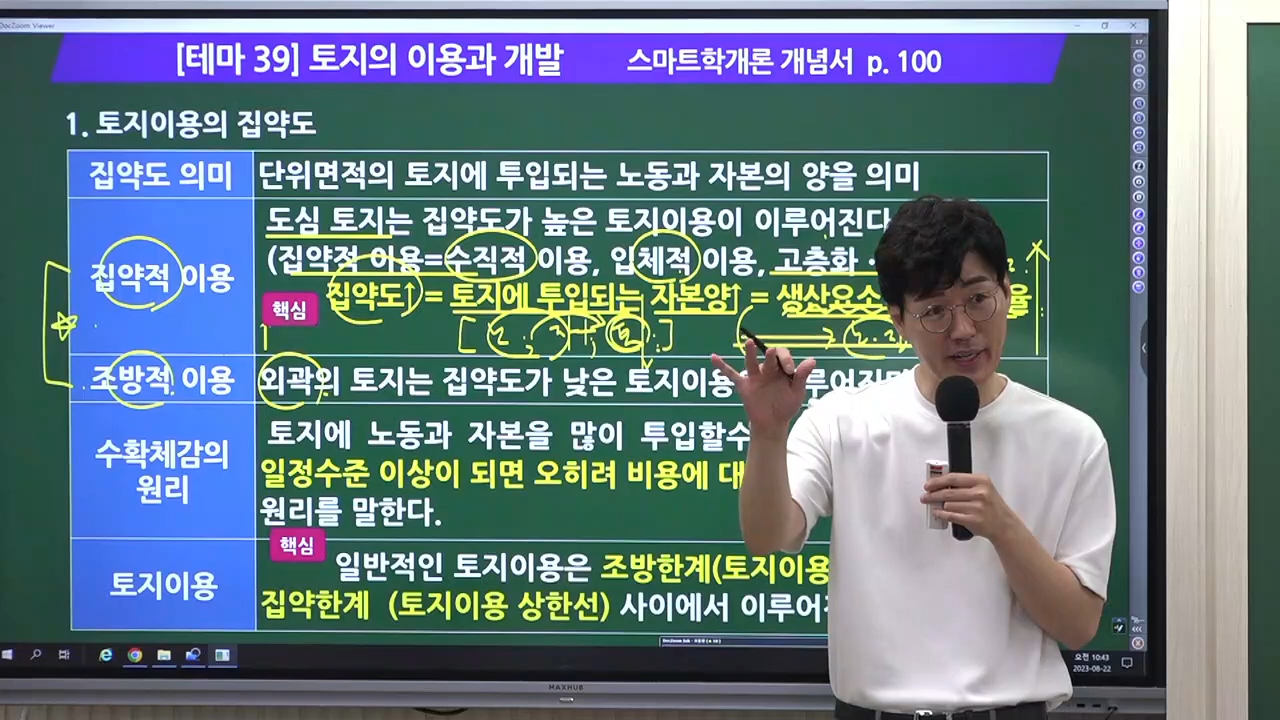 DocZoom Viewer
[테마 39] 토지의 이용과 개발 스마트학개론 개념서 p. 100
1. 토지이용의 집약도
집약도 의미
단위면적의 토지에 투입되는 노동과 자본의 양을 의미
집약적 이용
도심 토지는 집약도가 높은 토지이용이 이루어진다
(집약적 이용=수직적 이용, 입체적 이용, 고층화
핵심
집약도↑ = 토지에 투입되는 자본양↑ = 생산요소
조방적 이용
외곽의 토지는 집약도가 낮은 토지이용
수확체감의
원리
토지에 노동과 자본을 많이 투입할수
일정수준 이상이 되면 오히려 비용에 대
원리를 말한다.
토지이용
핵심
일반적인 토지이용은 조방한계(토지이용
집약한계 (토지이용 상한선) 사이에서 이루어
오전 10:43
2023-08-22
MAXHUB